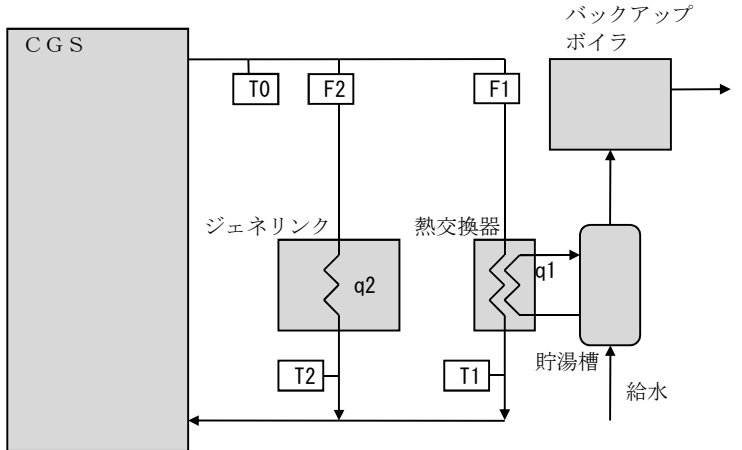 バックアップ
ボイラ
ＣＧＳ
T0
F2
F1
ジェネリンク
熱交換器
q2
q1
T2
T1
貯湯槽
給水